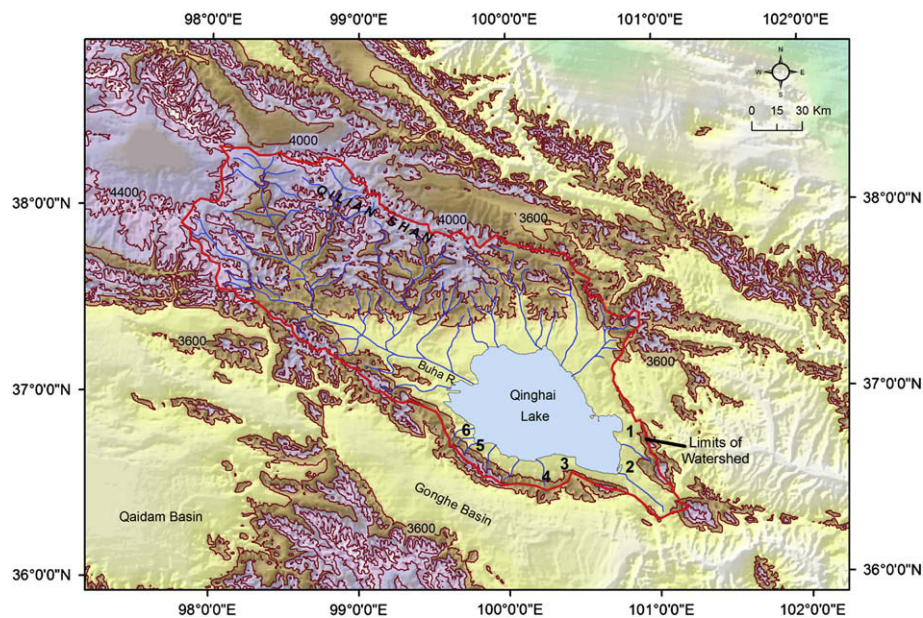 98°0'0"E 99°0'0"E 100°0'0"E 101°0'0"E 102°0'0"E
N
W E
S
0 15 30 Km
4000
4400
QILIAN SHAN
38°0'0"N
38°0'0"N
4000
3600
3600
3600
37°0'0"N
37°0'0"N
Buha R.
Qinghai
Lake
1
Limits of
Watershed
6
5
4
3
2
Gonghe Basin
Qaidam Basin
3600
36°0'0"N
36°0'0"N
98°0'0"E 99°0'0"E 100°0'0"E 101°0'0"E 102°0'0"E